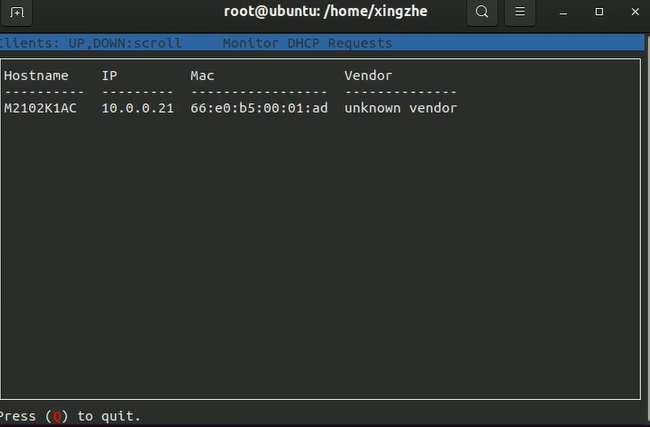 root@ubuntu: /home/xingzhe
Clients: UP,DOWN:scroll     Monitor DHCP Requests
Hostname    IP         Mac                Vendor
----------  ---------  -----------------  --------------
M2102K1AC   10.0.0.21  66:e0:b5:00:01:ad  unknown vendor
Press (Q) to quit.